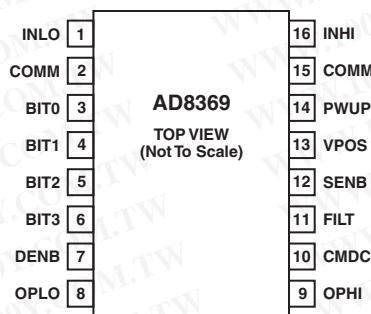 INLO 1
COMM 2
BIT0 3
BIT1 4
BIT2 5
BIT3 6
DENB 7
OPLO 8
AD8369
TOP VIEW
(Not To Scale)
16 INHI
15 COMM
14 PWUP
13 VPOS
12 SENB
11 FILT
10 CMDC
9 OPHI